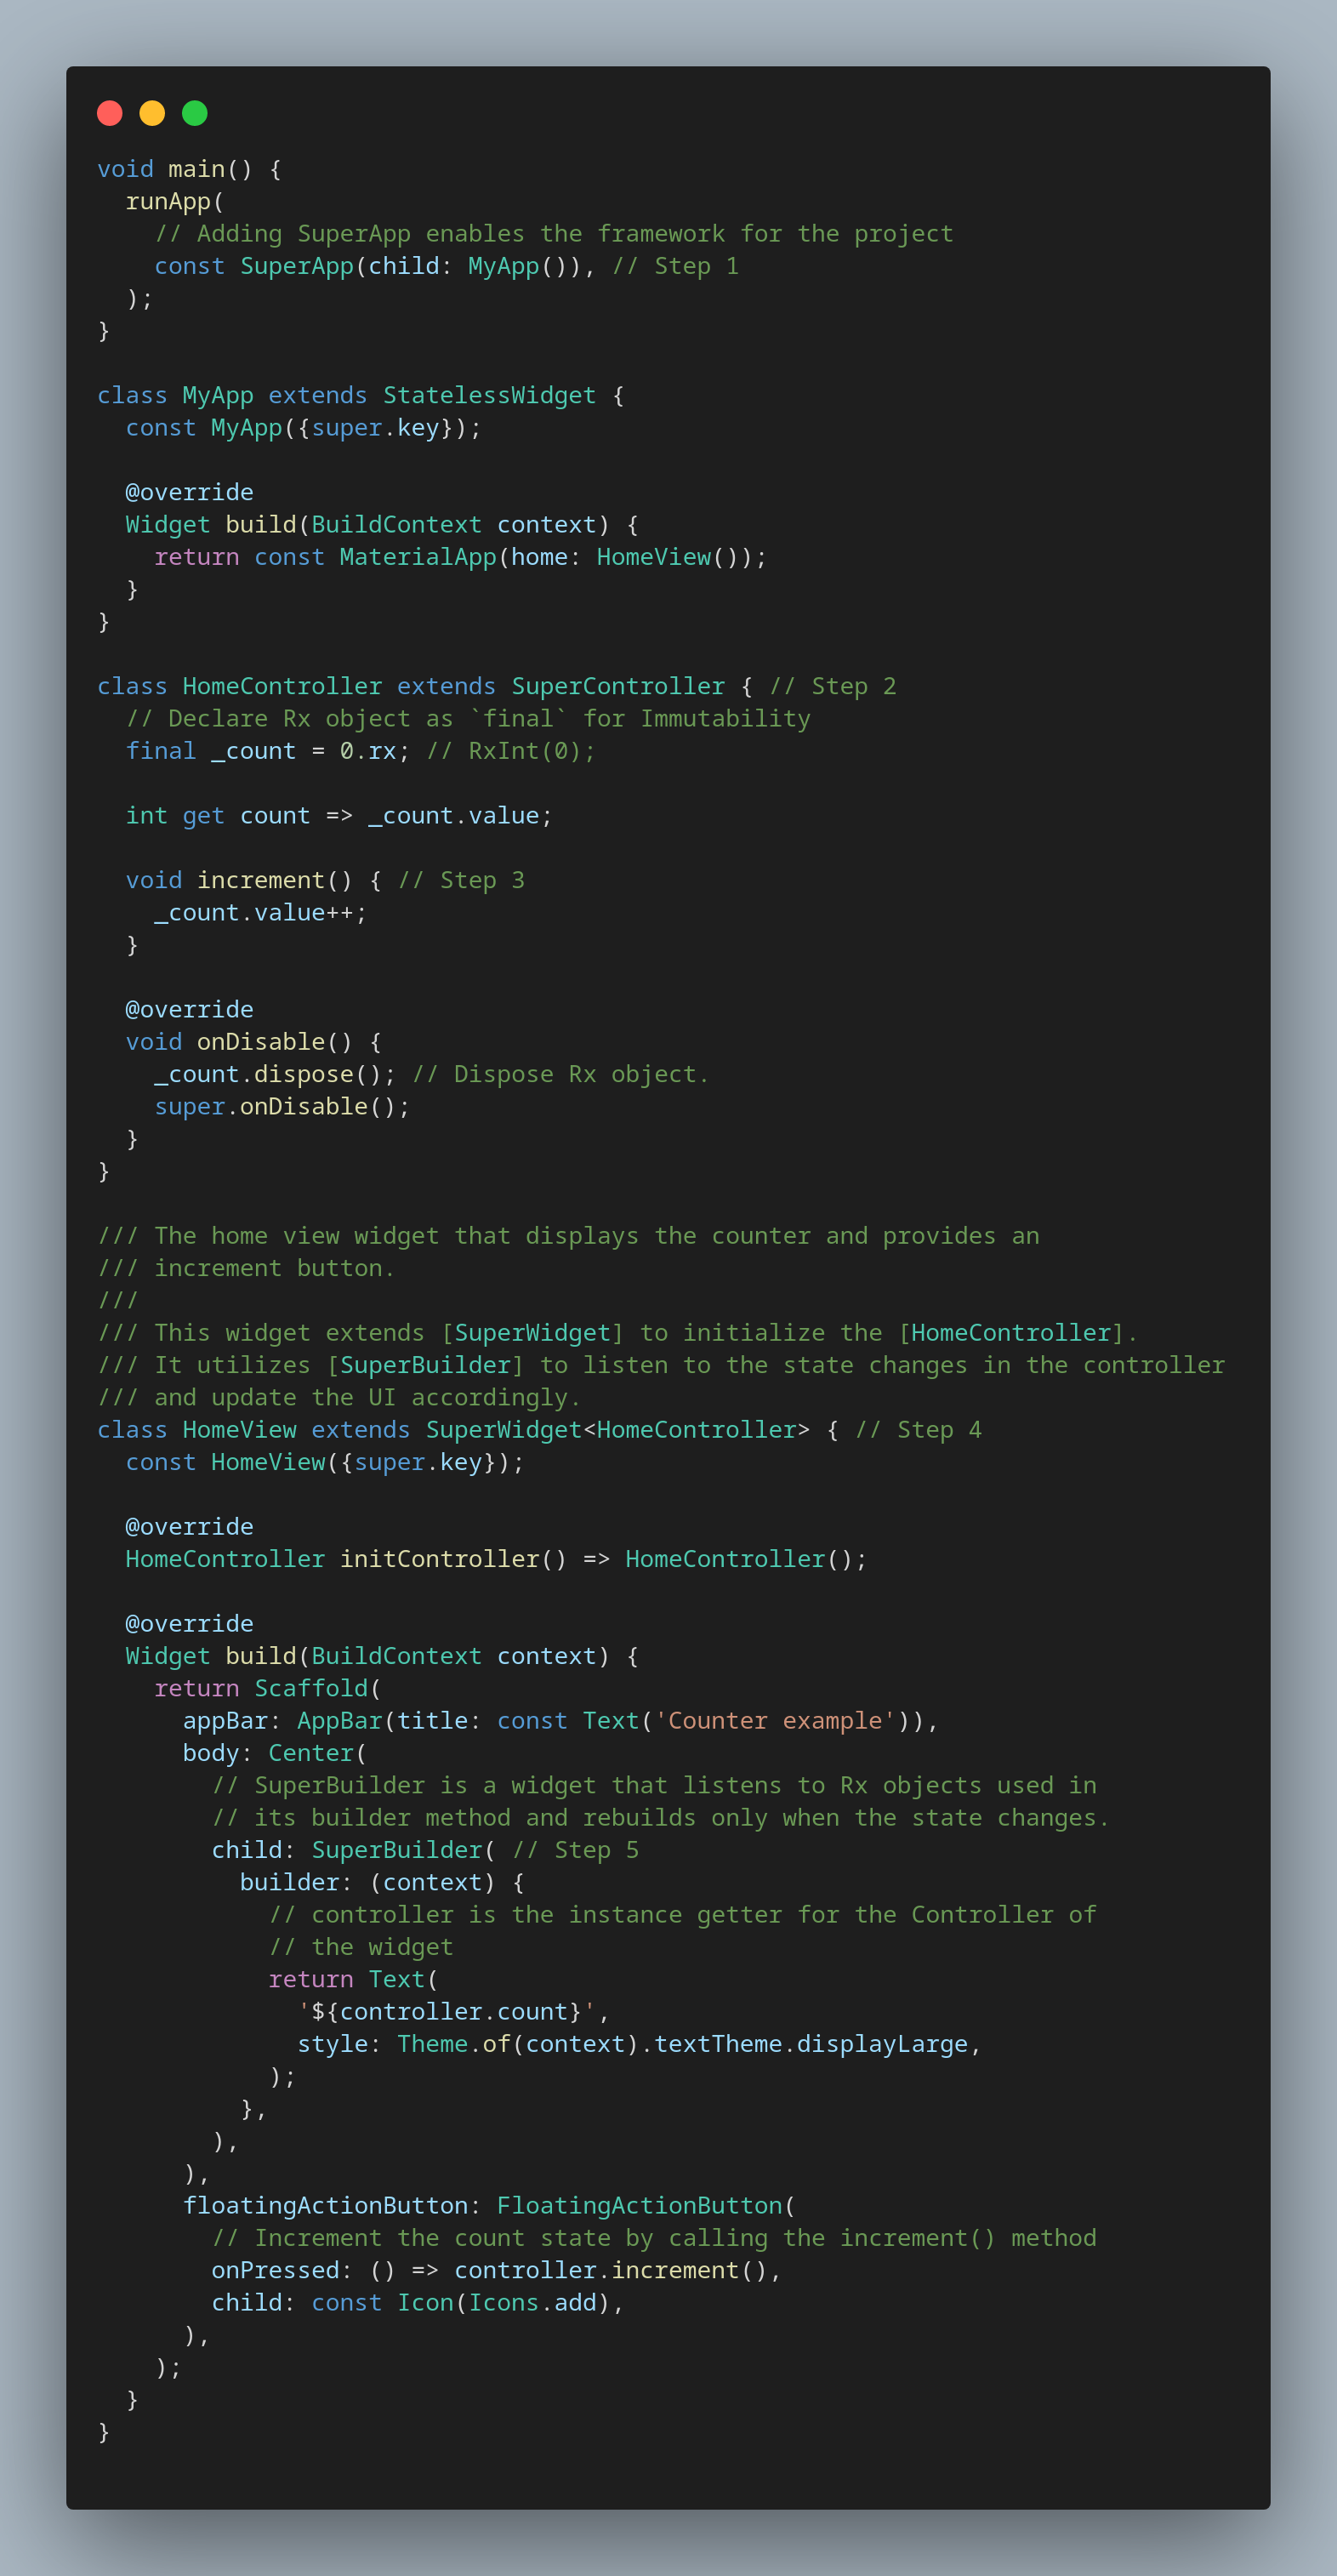 void main() {
  runApp(
    // Adding SuperApp enables the framework for the project
    const SuperApp(child: MyApp()), // Step 1
  );
}

class MyApp extends StatelessWidget {
  const MyApp({super.key});

  @override
  Widget build(BuildContext context) {
    return const MaterialApp(home: HomeView());
  }
}

class HomeController extends SuperController { // Step 2
  // Declare Rx object as `final` for Immutability
  final _count = 0.rx; // RxInt(0);

  int get count => _count.value;

  void increment() { // Step 3
    _count.value++;
  }

  @override
  void onDisable() {
    _count.dispose(); // Dispose Rx object.
    super.onDisable();
  }
}

/// The home view widget that displays the counter and provides an
/// increment button.
///
/// This widget extends [SuperWidget] to initialize the [HomeController].
/// It utilizes [SuperBuilder] to listen to the state changes in the controller
/// and update the UI accordingly.
class HomeView extends SuperWidget<HomeController> { // Step 4
  const HomeView({super.key});

  @override
  HomeController initController() => HomeController();

  @override
  Widget build(BuildContext context) {
    return Scaffold(
      appBar: AppBar(title: const Text('Counter example')),
      body: Center(
        // SuperBuilder is a widget that listens to Rx objects used in
        // its builder method and rebuilds only when the state changes.
        child: SuperBuilder( // Step 5
          builder: (context) {
            // controller is the instance getter for the Controller of
            // the widget
            return Text(
              '${controller.count}',
              style: Theme.of(context).textTheme.displayLarge,
            );
          },
        ),
      ),
      floatingActionButton: FloatingActionButton(
        // Increment the count state by calling the increment() method
        onPressed: () => controller.increment(),
        child: const Icon(Icons.add),
      ),
    );
  }
}